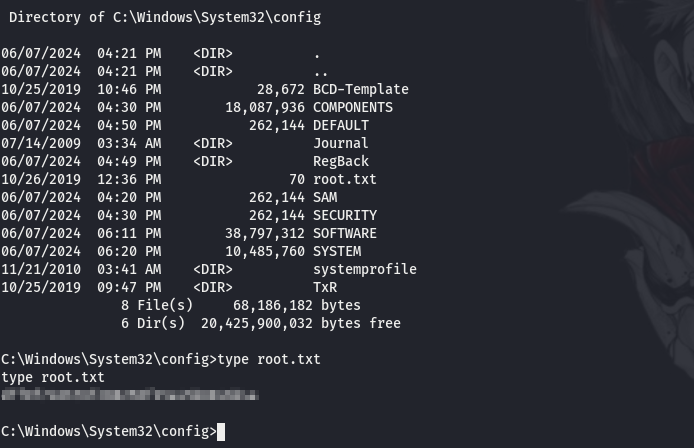 Directory of C:\Windows\System32\config
06/07/2024  04:21 PM    <DIR>          .
06/07/2024  04:21 PM    <DIR>          ..
10/25/2019  10:46 PM            28,672 BCD-Template
06/07/2024  04:30 PM        18,087,936 COMPONENTS
06/07/2024  04:50 PM           262,144 DEFAULT
07/14/2009  03:34 AM    <DIR>          Journal
06/07/2024  04:49 PM    <DIR>          RegBack
10/26/2019  12:36 PM                70 root.txt
06/07/2024  04:20 PM           262,144 SAM
06/07/2024  04:30 PM           262,144 SECURITY
06/07/2024  06:11 PM        38,797,312 SOFTWARE
06/07/2024  06:20 PM        10,485,760 SYSTEM
11/21/2010  03:41 AM    <DIR>          systemprofile
10/25/2019  09:47 PM    <DIR>          TxR
8 File(s)     68,186,182 bytes
6 Dir(s)  20,425,900,032 bytes free
C:\Windows\System32\config>type root.txt
type root.txt
C:\Windows\System32\config>